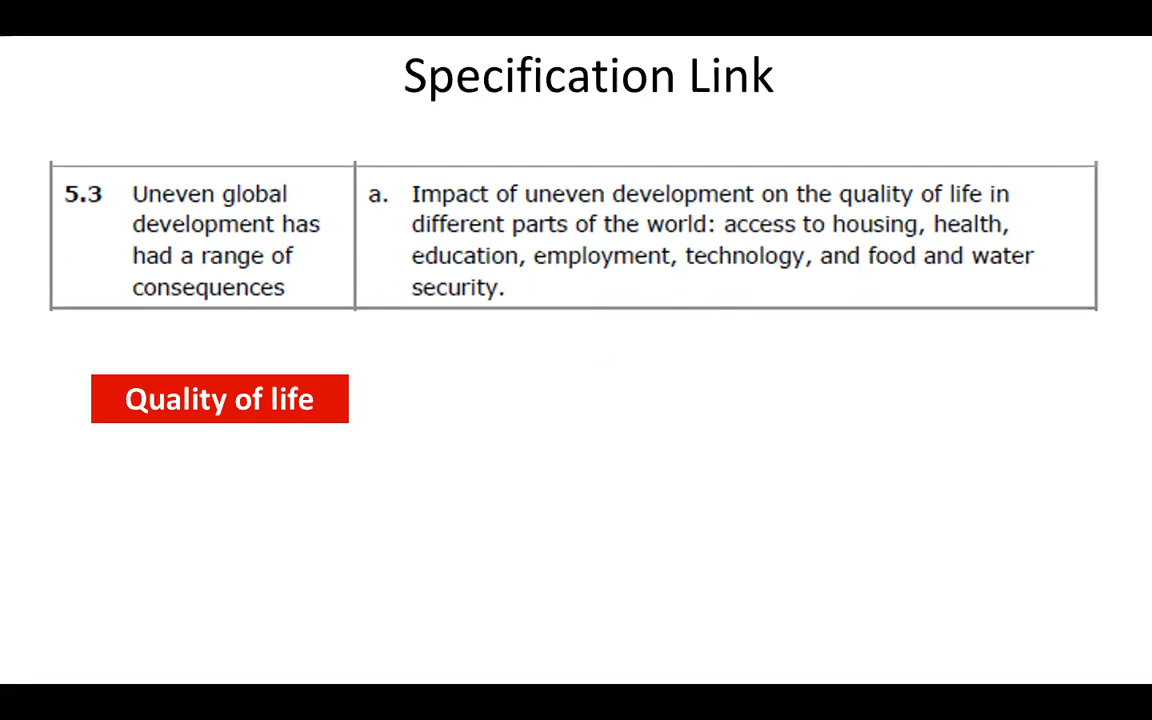 Specification Link
5.3 Uneven global
development has
had a range of
consequences
a. Impact of uneven development on the quality of life in
different parts of the world: access to housing, health,
education, employment, technology, and food and water
security.
Quality of life